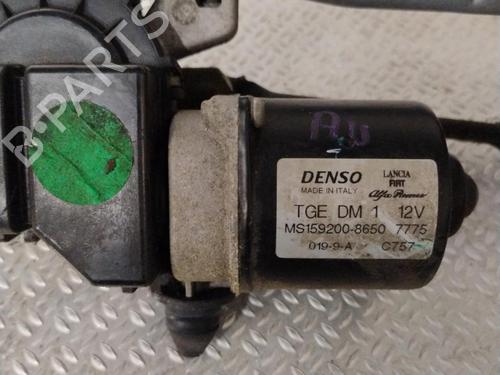 B-PARTS
AU
DENSO
MADE IN ITALY
LANCIA
FIAT
Alfa Romeo
TGE DM 1 12V
MS159200-8650 7775
019-9-A C757